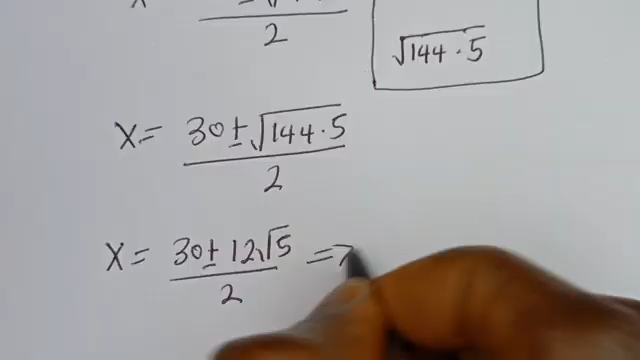 2
√144 · 5
X = 30 ± √144 · 5 / 2
X = 30 ± 12√5 / 2 =>